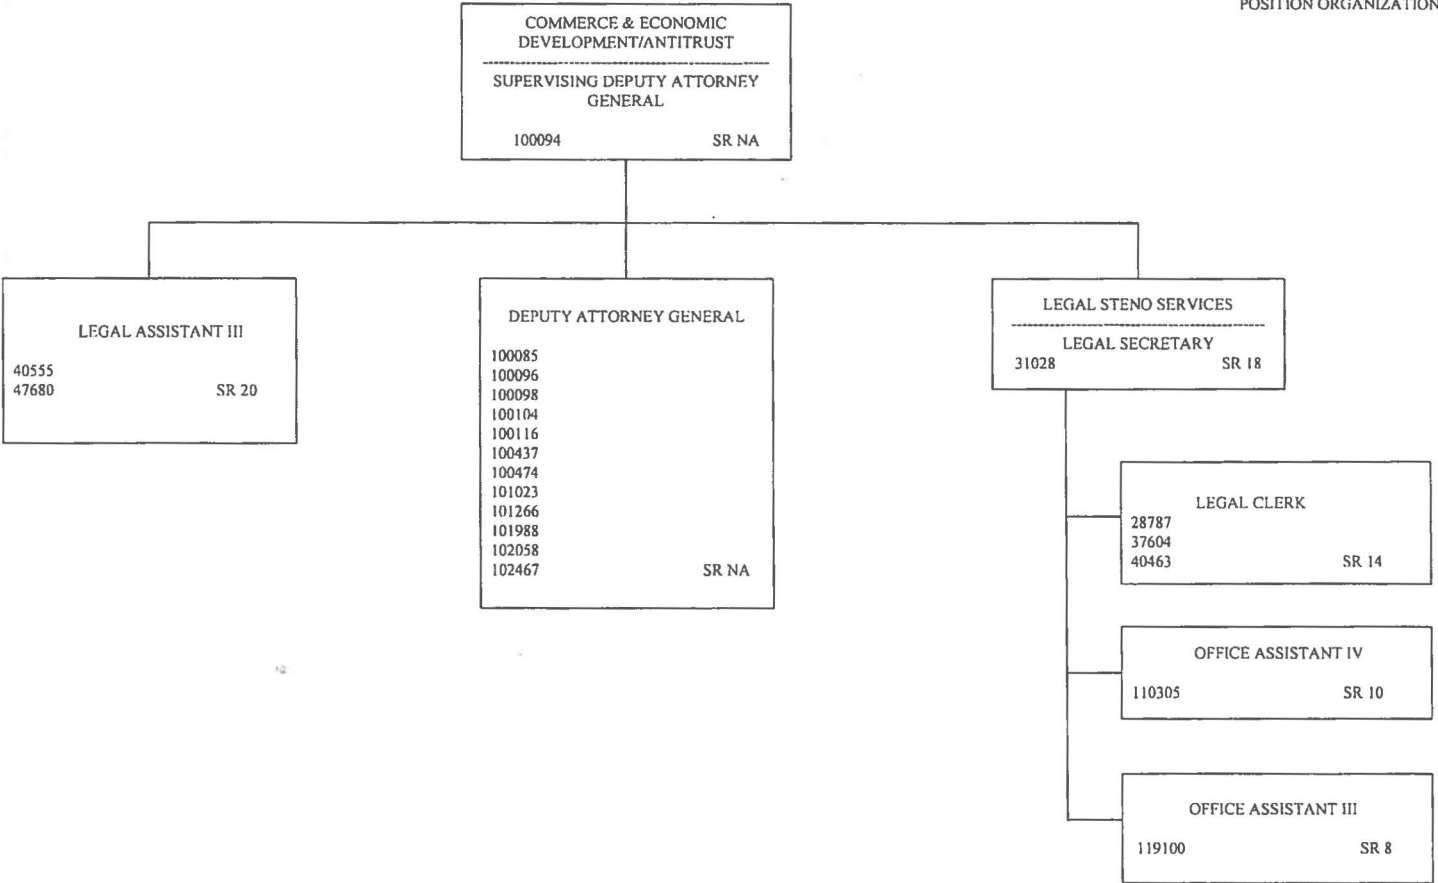 POSITION ORGANIZATION
COMMERCE & ECONOMIC
DEVELOPMENT/ANTITRUST
SUPERVISING DEPUTY ATTORNEY
GENERAL
100094 SR NA
LEGAL ASSISTANT III
40555
47680 SR 20
DEPUTY ATTORNEY GENERAL
100085
100096
100098
100104
100116
100437
100474
101023
101266
101988
102058
102467 SR NA
LEGAL STENO SERVICES
LEGAL SECRETARY
31028 SR 18
LEGAL CLERK
28787
37604
40463 SR 14
OFFICE ASSISTANT IV
110305 SR 10
OFFICE ASSISTANT III
119100 SR 8